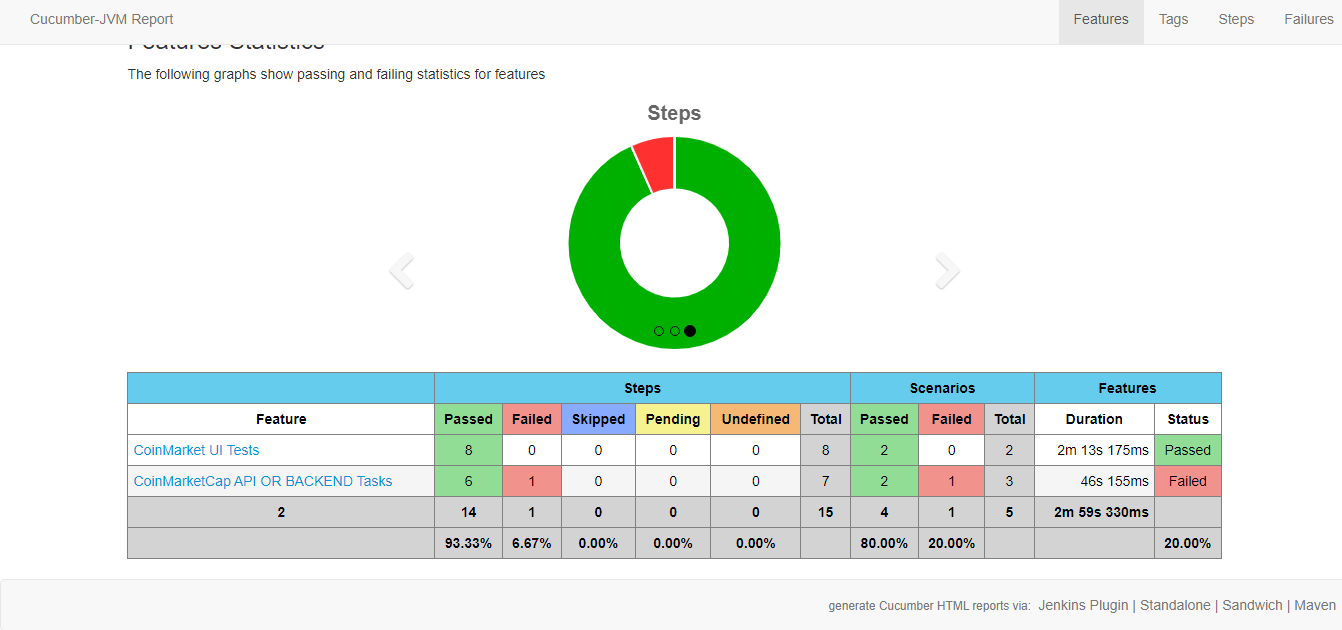 Cucumber-JVM Report Features Tags Steps Failures
Features Statistics
The following graphs show passing and failing statistics for features
Steps
Steps Scenarios Features
Feature Passed Failed Skipped Pending Undefined Total Passed Failed Total Duration Status
CoinMarket UI Tests 8 0 0 0 0 8 2 0 2 2m 13s 175ms Passed
CoinMarketCap API OR BACKEND Tasks 6 1 0 0 0 7 2 1 3 46s 155ms Failed
2 14 1 0 0 0 15 4 1 5 2m 59s 330ms
93.33% 6.67% 0.00% 0.00% 0.00% 80.00% 20.00% 20.00%
generate Cucumber HTML reports via: Jenkins Plugin | Standalone | Sandwich | Maven